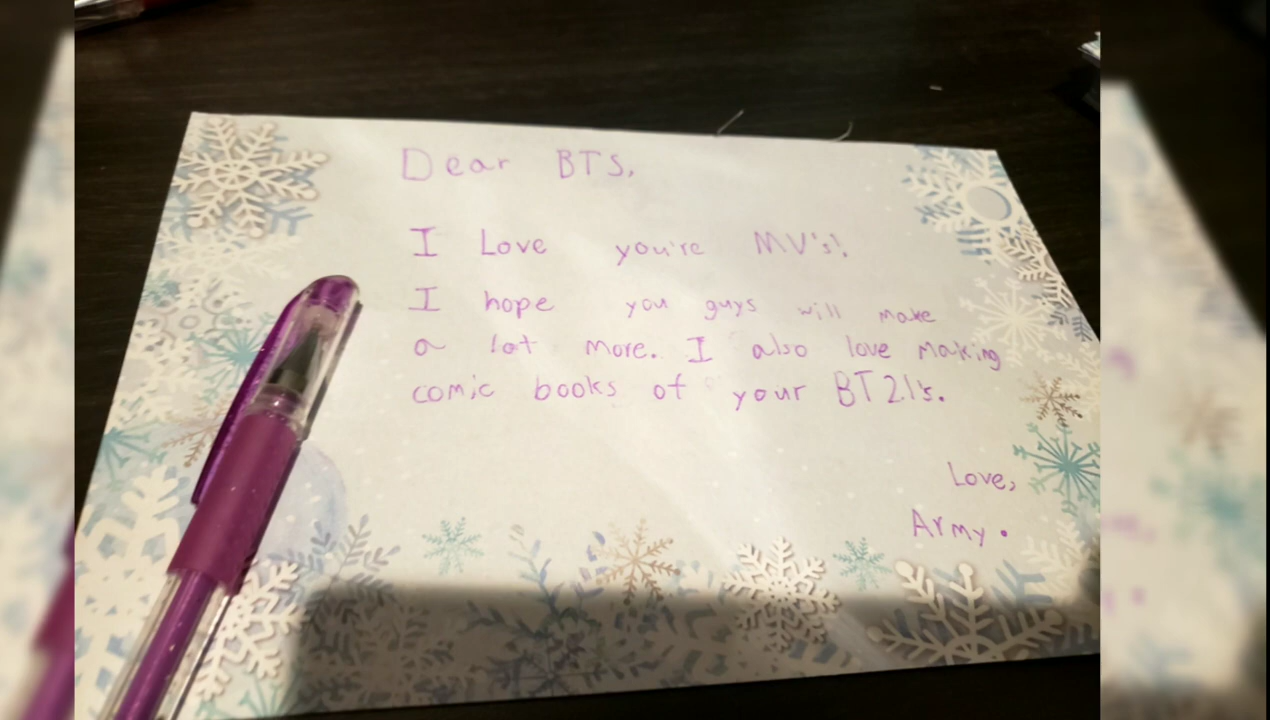 Dear BTS,
I Love you're MV's!
I hope you guys will make
a lot more. I also love making
comic books of your BT21's.
Love,
Army.